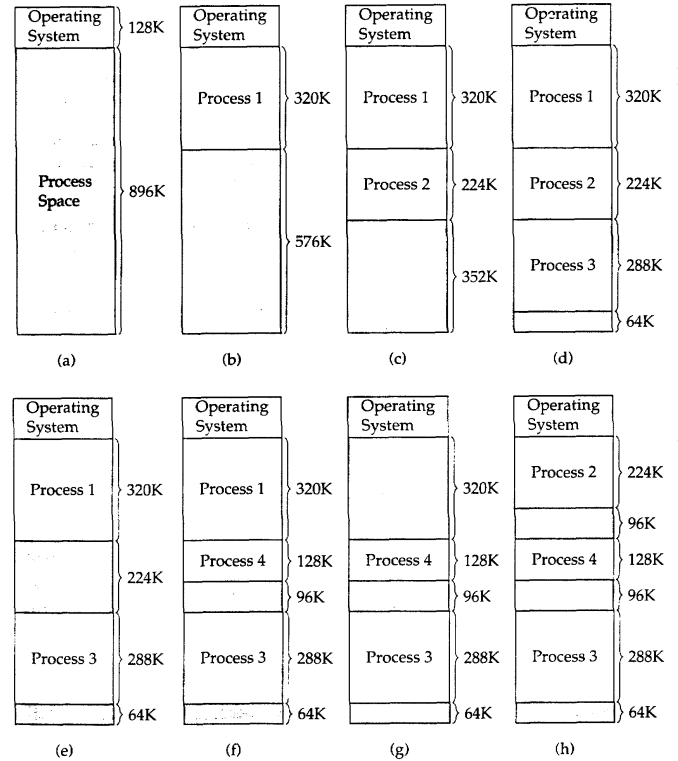 Operating
System
128K
Process
Space
896K
(a)
Operating
System
Process 1
320K
576K
(b)
Operating
System
Process 1
320K
Process 2
224K
352K
(c)
Operating
System
Process 1
320K
Process 2
224K
Process 3
288K
64K
(d)
Operating
System
Process 1
320K
224K
Process 3
288K
64K
(e)
Operating
System
Process 1
320K
Process 4
128K
96K
Process 3
288K
64K
(f)
Operating
System
320K
Process 4
128K
96K
Process 3
288K
64K
(g)
Operating
System
Process 2
224K
96K
Process 4
128K
96K
Process 3
288K
64K
(h)